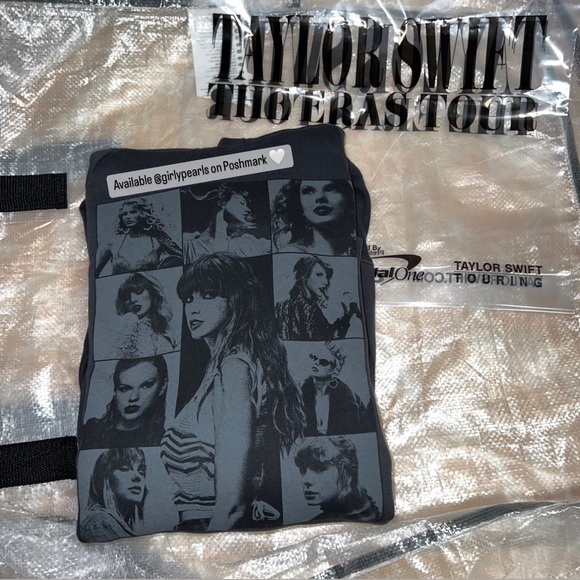 TAYLOR SWIFT
THE ERAS TOUR
Available @girlypearls on Poshmark 🤍
TAYLOR SWIFT
TOURING